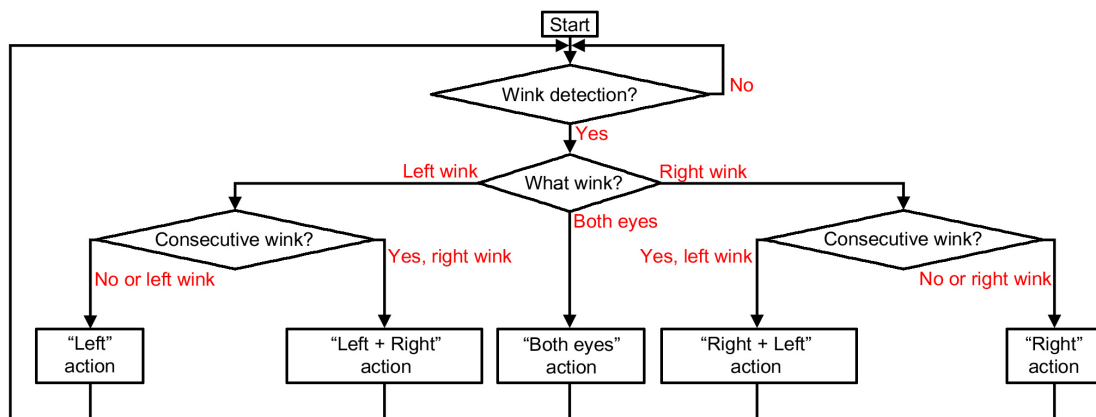 Start
Wink detection?
No
Yes
Left wink
What wink?
Right wink
Both eyes
Consecutive wink?
Consecutive wink?
Yes, right wink
Yes, left wink
No or left wink
No or right wink
“Left”
action
“Left + Right”
action
“Both eyes”
action
“Right + Left”
action
“Right”
action